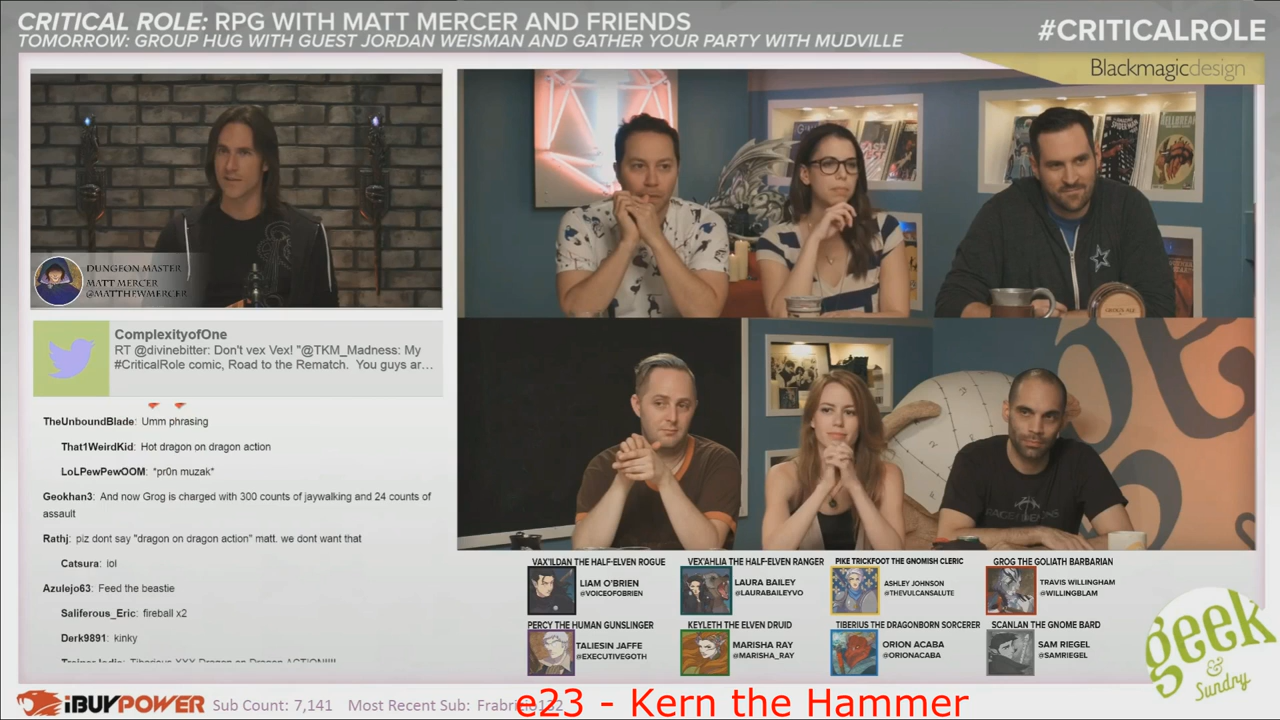 CRITICAL ROLE: RPG WITH MATT MERCER AND FRIENDS
TOMORROW: GROUP HUG WITH GUEST JORDAN WEISMAN AND GATHER YOUR PARTY WITH MUDVILLE
#CRITICALROLE
Blackmagicdesign
DUNGEON MASTER
MATT MERCER
@MATTHEWMERCER
ComplexityofOne
RT @divinebitter: Don't vex Vex! "@TKM_Madness: My
#CriticalRole comic, Road to the Rematch. You guys ar…
TheUnboundBlade: Umm phrasing
That1WeirdKid: Hot dragon on dragon action
LoLPewPewOOM: *pr0n muzak*
Geokhan3: And now Grog is charged with 300 counts of jaywalking and 24 counts of
assault
Rathj: plz dont say "dragon on dragon action" matt. we dont want that
Catsura: lol
Azulejo63: Feed the beastie
Saliferous_Eric: fireball x2
Derk9891: kinky
VAX'ILDAN THE HALF-ELVEN ROGUE
LIAM O'BRIEN
@VOICEOFOBRIEN
VEX'AHLIA THE HALF-ELVEN RANGER
LAURA BAILEY
@LAURABAILEYVO
PIKE TRICKFOOT THE GNOMISH CLERIC
ASHLEY JOHNSON
@THEVULCANSALUTE
GROG THE GOLIATH BARBARIAN
TRAVIS WILLINGHAM
@WILLINGBLAM
PERCY THE HUMAN GUNSLINGER
TALIESIN JAFFE
@EXECUTIVEGOTH
KEYLETH THE ELVEN DRUID
MARISHA RAY
@MARISHA_RAY
TIBERIUS THE DRAGONBORN SORCERER
ORION ACABA
@ORIONACABA
SCANLAN THE GNOME BARD
SAM RIEGEL
@SAMRIEGEL
geek
&
Sundry
iBUYPOWER
Sub Count: 7,141 Most Recent Sub:
e23 - Kern the Hammer